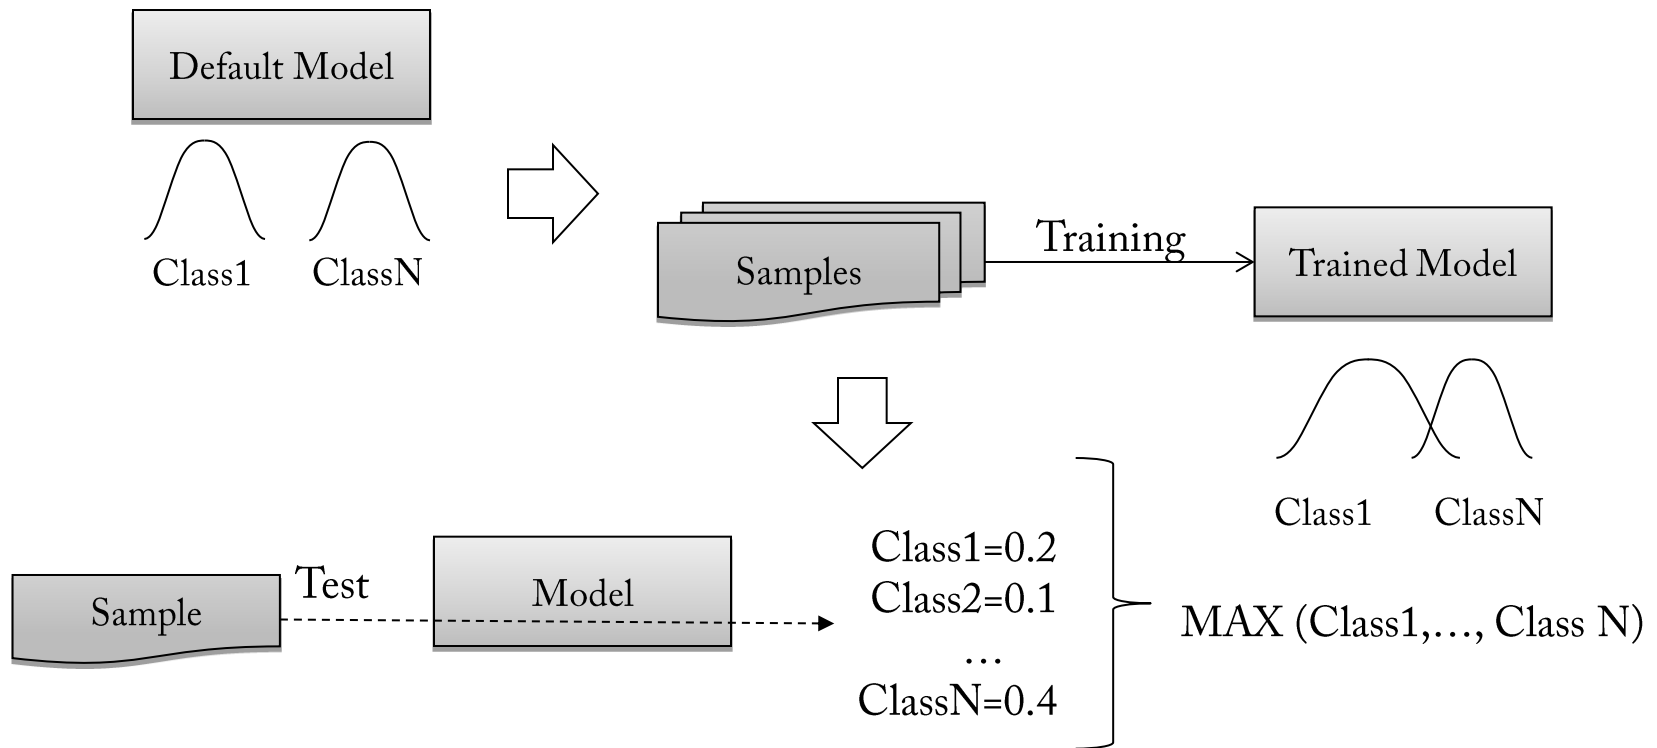 Default Model
Class1
ClassN
Samples
Training
Trained Model
Class1
ClassN
Sample
Test
Model
Class1=0.2
Class2=0.1
...
ClassN=0.4
MAX (Class1,..., Class N)